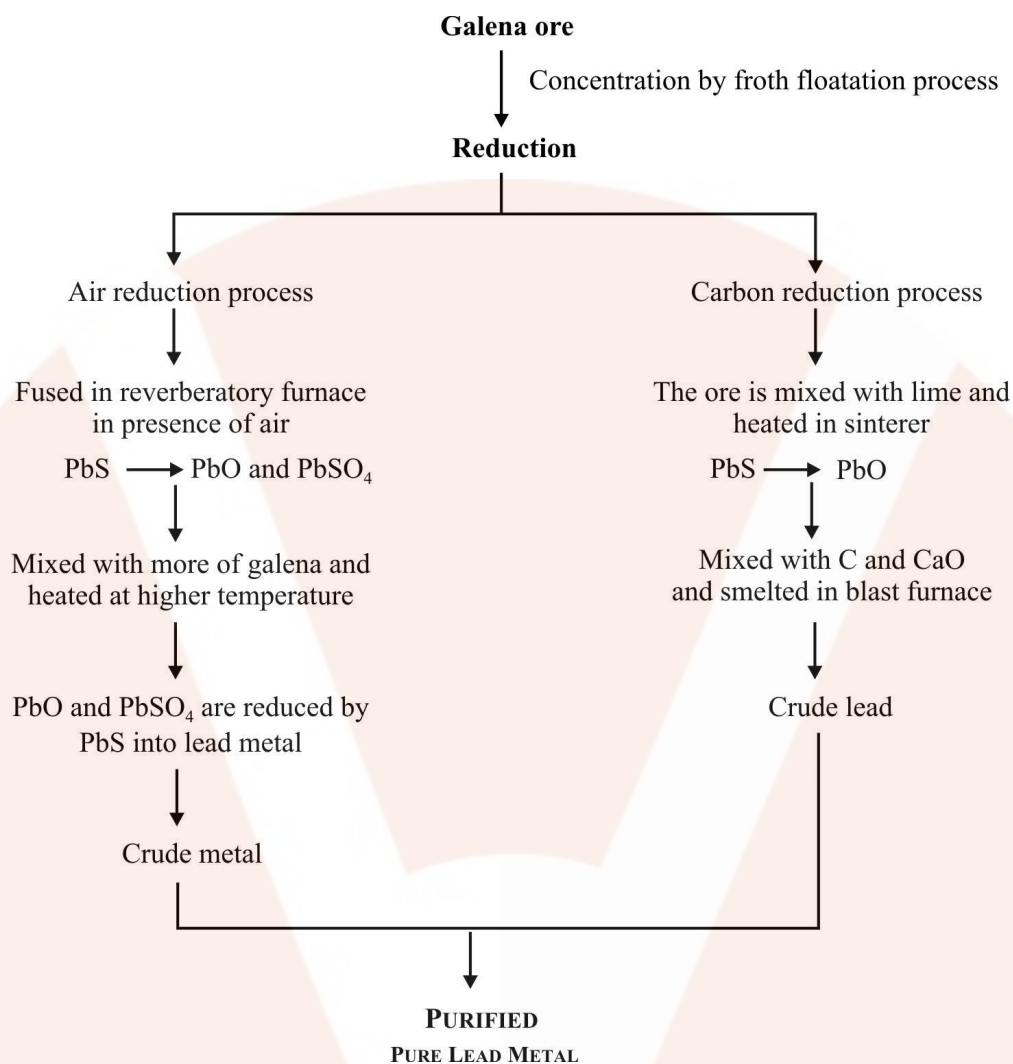 Galena ore
Concentration by froth floatation process
Reduction
Air reduction process
Carbon reduction process
Fused in reverberatory furnace
in presence of air
PbS → PbO and PbSO₄
The ore is mixed with lime and
heated in sinterer
PbS → PbO
Mixed with more of galena and
heated at higher temperature
Mixed with C and CaO
and smelted in blast furnace
PbO and PbSO₄ are reduced by
PbS into lead metal
Crude lead
Crude metal
PURIFIED
PURE LEAD METAL